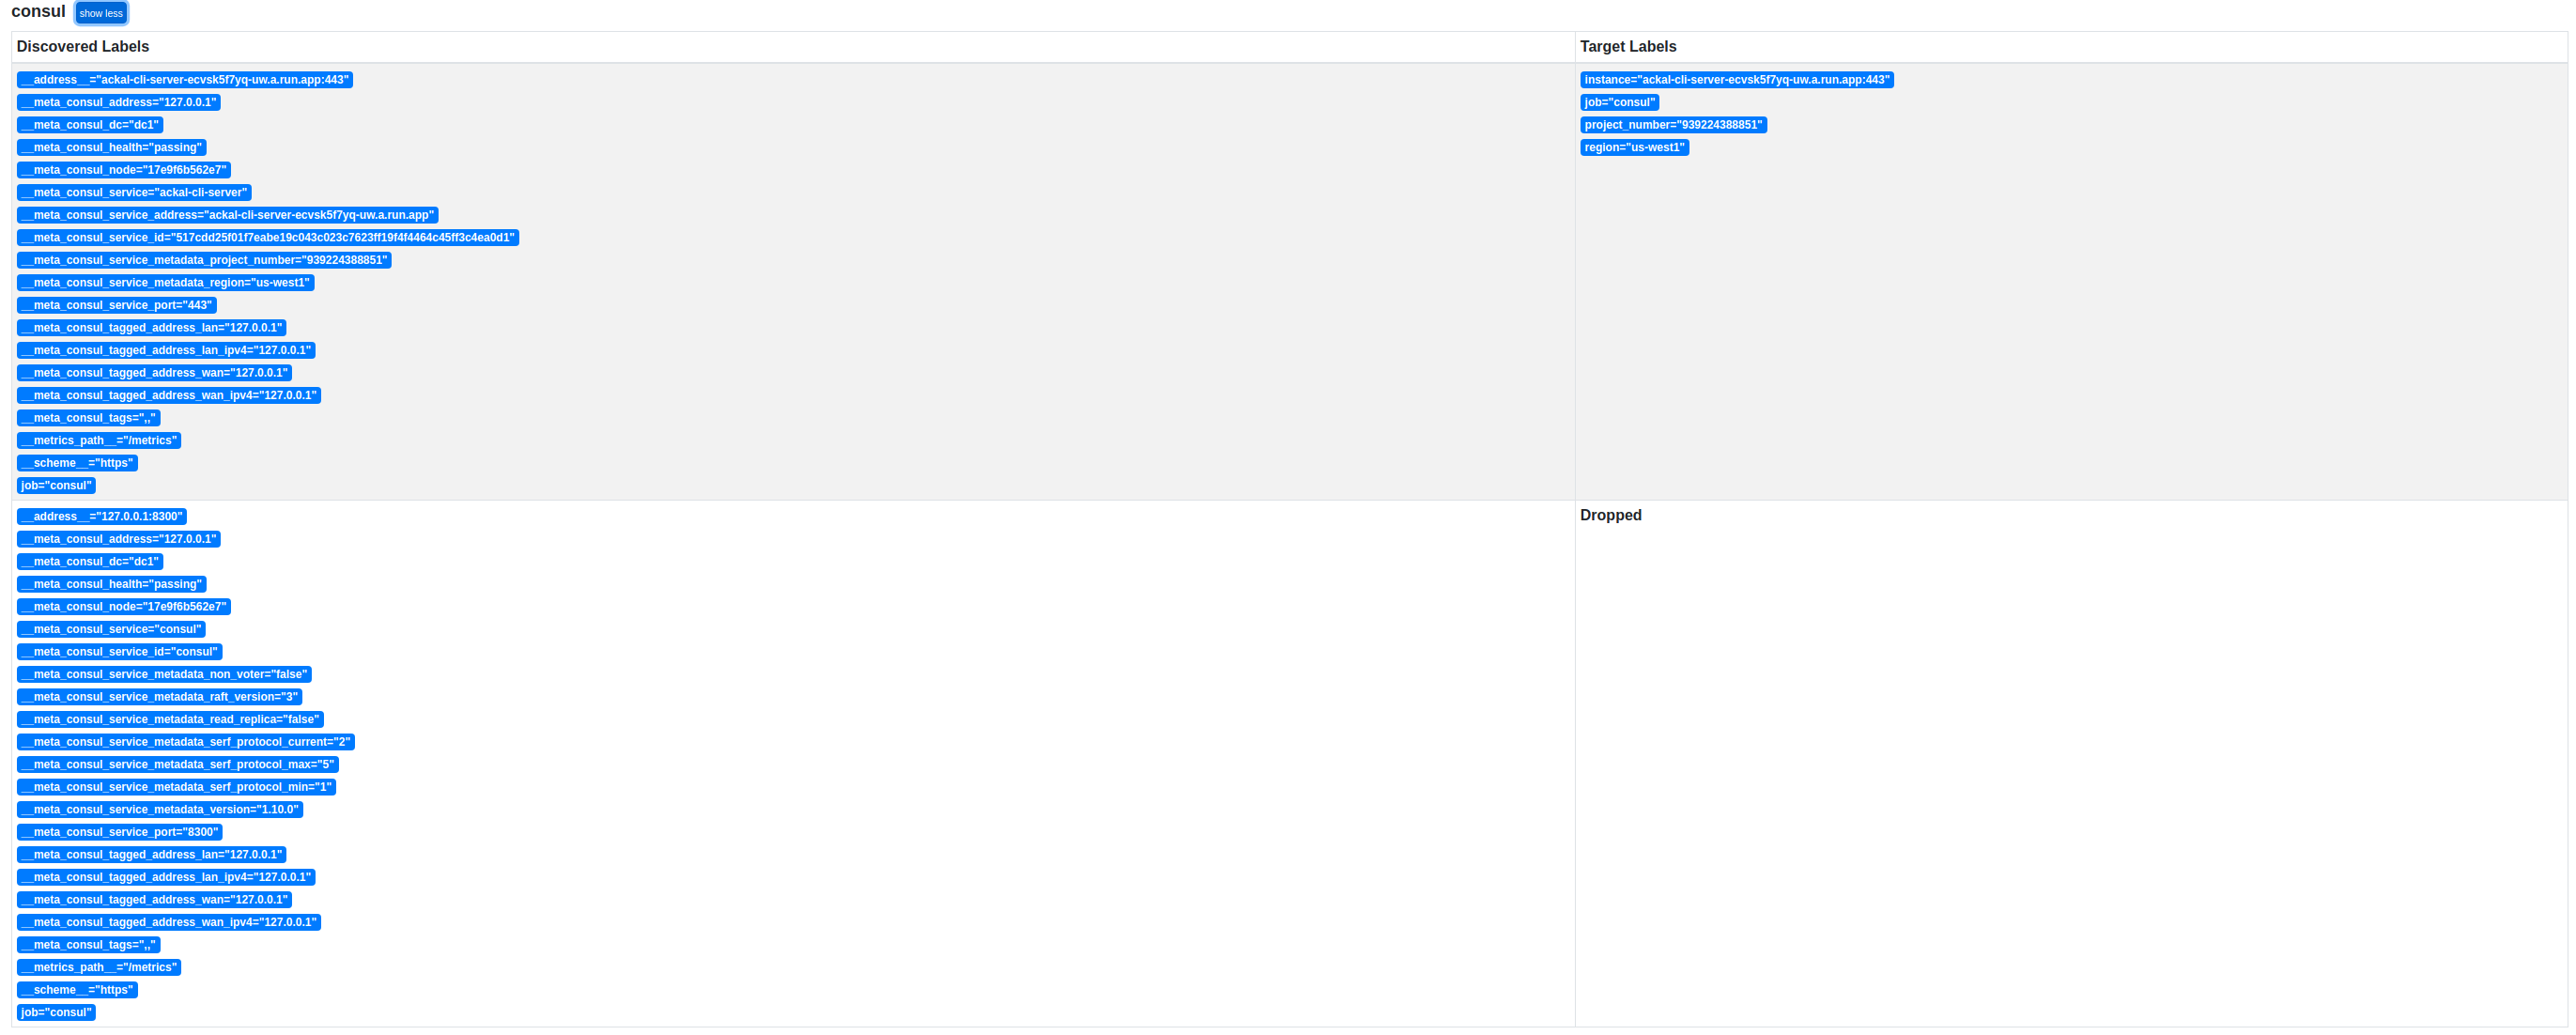 consul show less
Discovered Labels Target Labels
__address__="ackal-cli-server-ecvsk5f7yq-uw.a.run.app:443" instance="ackal-cli-server-ecvsk5f7yq-uw.a.run.app:443"
__meta_consul_address="127.0.0.1" job="consul"
__meta_consul_dc="dc1" project_number="939224388851"
__meta_consul_health="passing" region="us-west1"
__meta_consul_node="17e9f6b562e7"
__meta_consul_service="ackal-cli-server"
__meta_consul_service_address="ackal-cli-server-ecvsk5f7yq-uw.a.run.app"
__meta_consul_service_id="517cdd25f01f7eabe19c043c023c7623ff19f4f4464c45ff3c4ea0d1"
__meta_consul_service_metadata_project_number="939224388851"
__meta_consul_service_metadata_region="us-west1"
__meta_consul_service_port="443"
__meta_consul_tagged_address_lan="127.0.0.1"
__meta_consul_tagged_address_lan_ipv4="127.0.0.1"
__meta_consul_tagged_address_wan="127.0.0.1"
__meta_consul_tagged_address_wan_ipv4="127.0.0.1"
__meta_consul_tags=",,"
__metrics_path__="/metrics"
__scheme__="https"
job="consul"
__address__="127.0.0.1:8300" Dropped
__meta_consul_address="127.0.0.1"
__meta_consul_dc="dc1"
__meta_consul_health="passing"
__meta_consul_node="17e9f6b562e7"
__meta_consul_service="consul"
__meta_consul_service_id="consul"
__meta_consul_service_metadata_non_voter="false"
__meta_consul_service_metadata_raft_version="3"
__meta_consul_service_metadata_read_replica="false"
__meta_consul_service_metadata_serf_protocol_current="2"
__meta_consul_service_metadata_serf_protocol_max="5"
__meta_consul_service_metadata_serf_protocol_min="1"
__meta_consul_service_metadata_version="1.10.0"
__meta_consul_service_port="8300"
__meta_consul_tagged_address_lan="127.0.0.1"
__meta_consul_tagged_address_lan_ipv4="127.0.0.1"
__meta_consul_tagged_address_wan="127.0.0.1"
__meta_consul_tagged_address_wan_ipv4="127.0.0.1"
__meta_consul_tags=",,"
__metrics_path__="/metrics"
__scheme__="https"
job="consul"